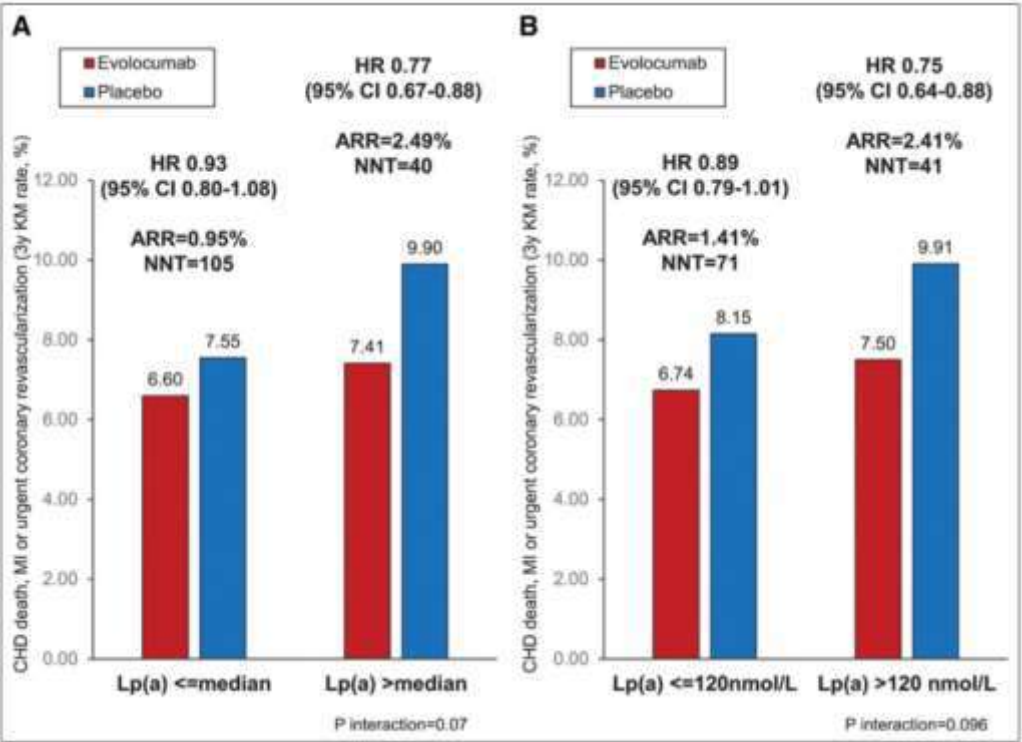 A
Evolocumab
Placebo
HR 0.77
(95% CI 0.67-0.88)
ARR=2.49%
NNT=40
HR 0.93
(95% CI 0.80-1.08)
ARR=0.95%
NNT=105
CHD death, MI or urgent coronary revascularization (3y KM rate, %)
12.00
10.00
8.00
6.00
4.00
2.00
0.00
6.60
7.55
7.41
9.90
Lp(a) <=median
Lp(a) >median
P interaction=0.07
B
Evolocumab
Placebo
HR 0.75
(95% CI 0.64-0.88)
ARR=2.41%
NNT=41
HR 0.89
(95% CI 0.79-1.01)
ARR=1.41%
NNT=71
CHD death, MI or urgent coronary revascularization (3y KM rate, %)
12.00
10.00
8.00
6.00
4.00
2.00
0.00
6.74
8.15
7.50
9.91
Lp(a) <=120nmol/L
Lp(a) >120 nmol/L
P interaction=0.096